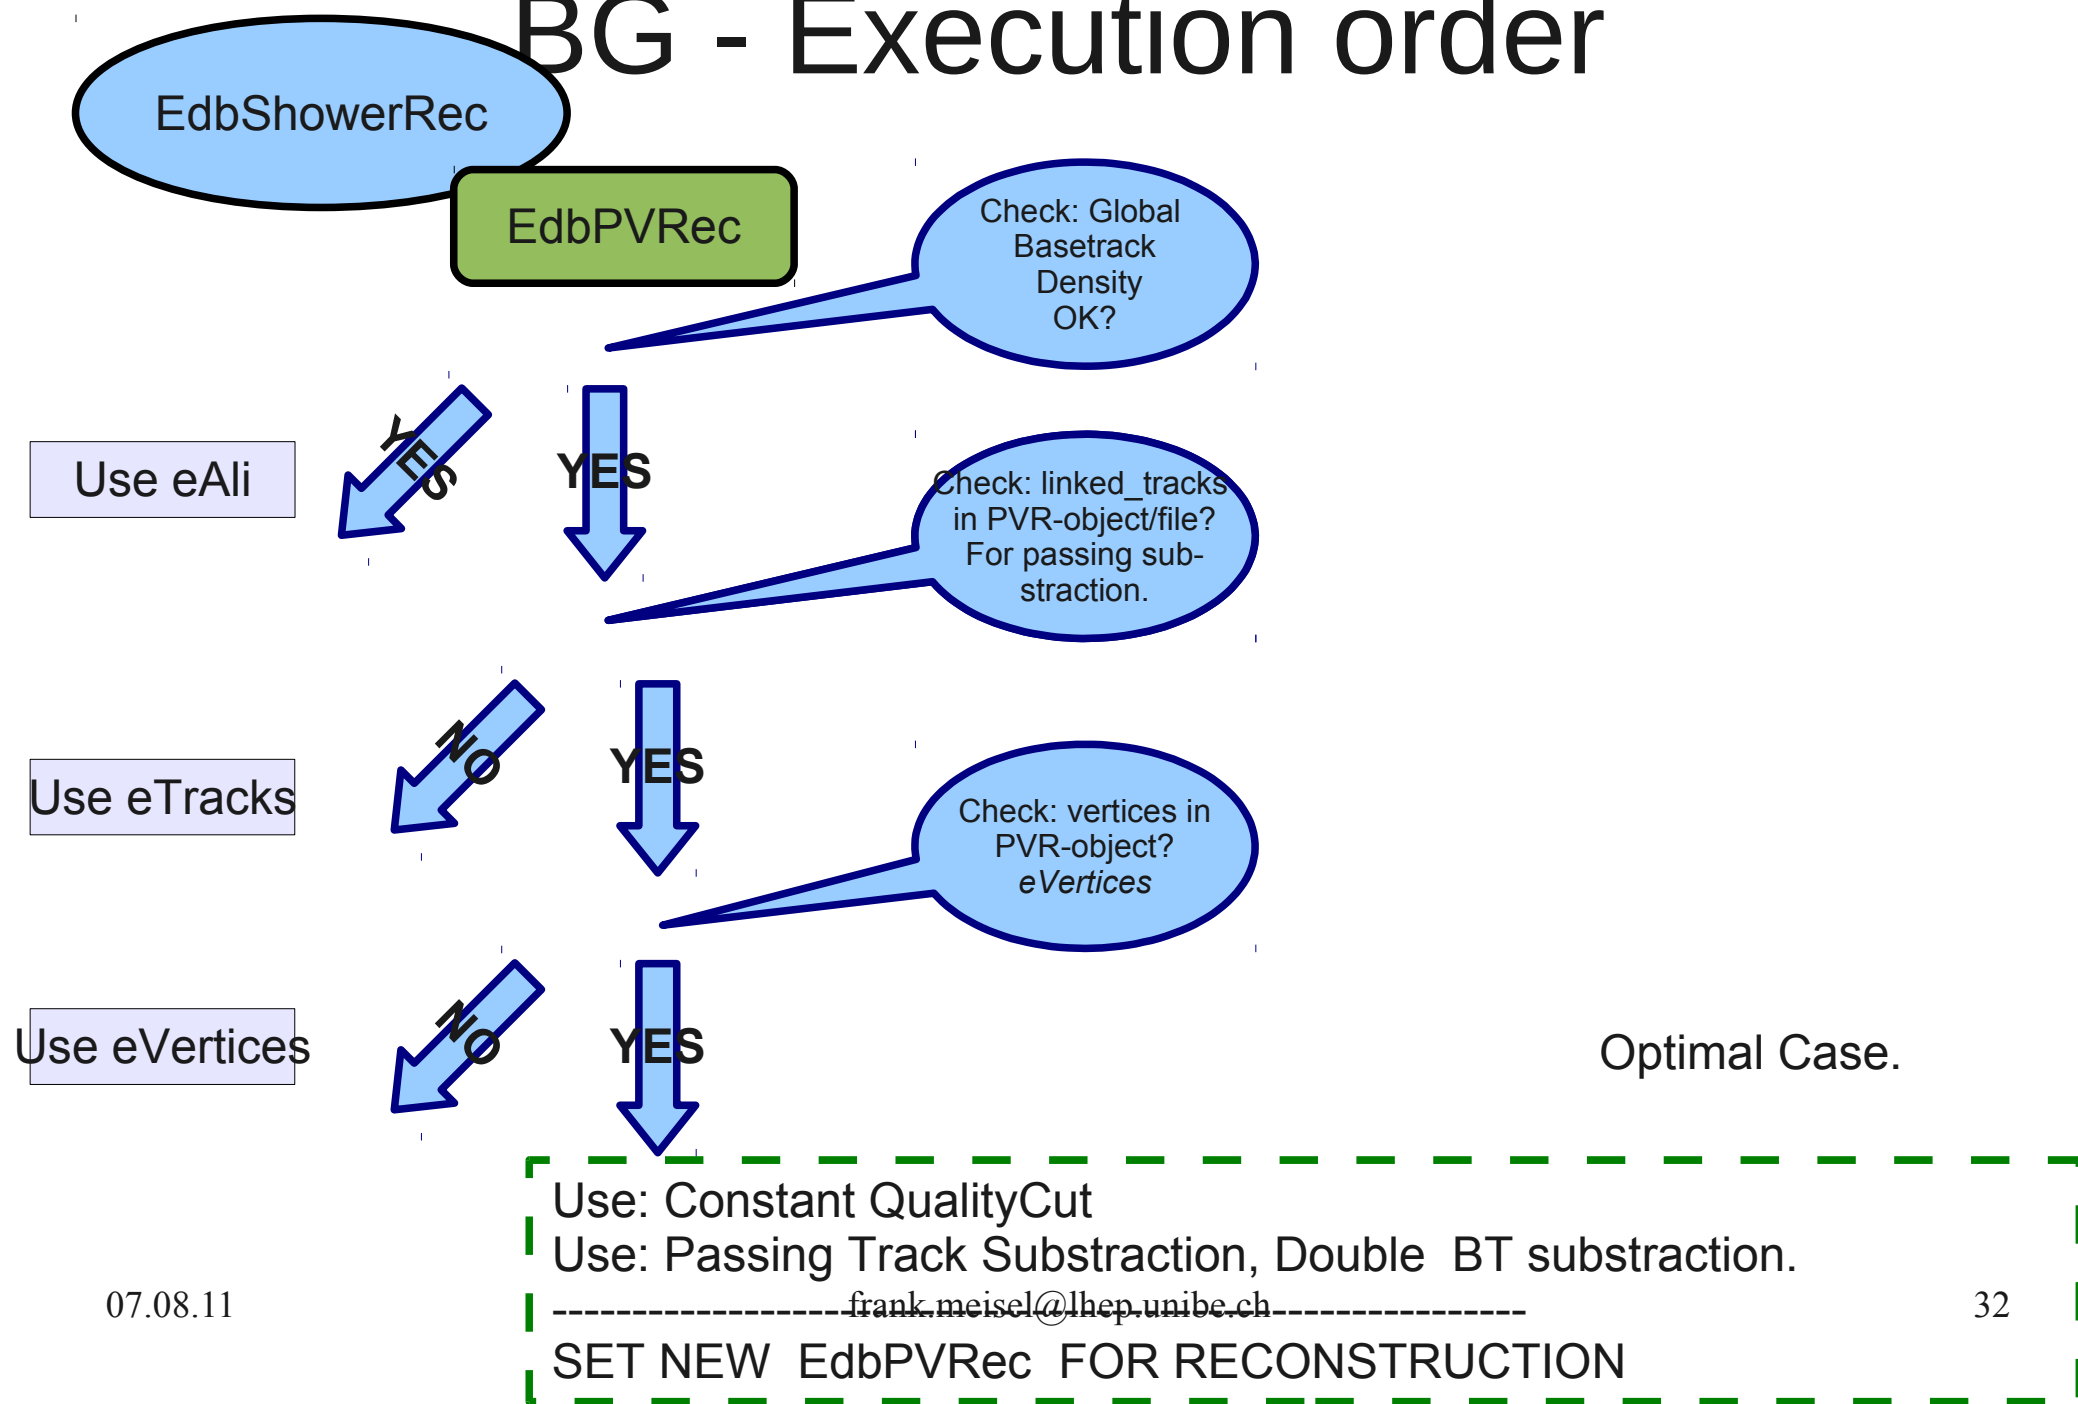 BG - Execution order
EdbShowerRec
EdbPVRec
Check: Global
Basetrack
Density
OK?
YES
YES
Use eAli
Check: linked_tracks
in PVR-object/file?
For passing sub-
straction.
NO
YES
Use eTracks
Check: vertices in
PVR-object?
eVertices
NO
YES
Use eVertices
Optimal Case.
Use: Constant QualityCut
Use: Passing Track Substraction, Double  BT substraction.
---------------------------------------------------------------
07.08.11
frank.meisel@lhep.unibe.ch
32
SET NEW  EdbPVRec  FOR RECONSTRUCTION